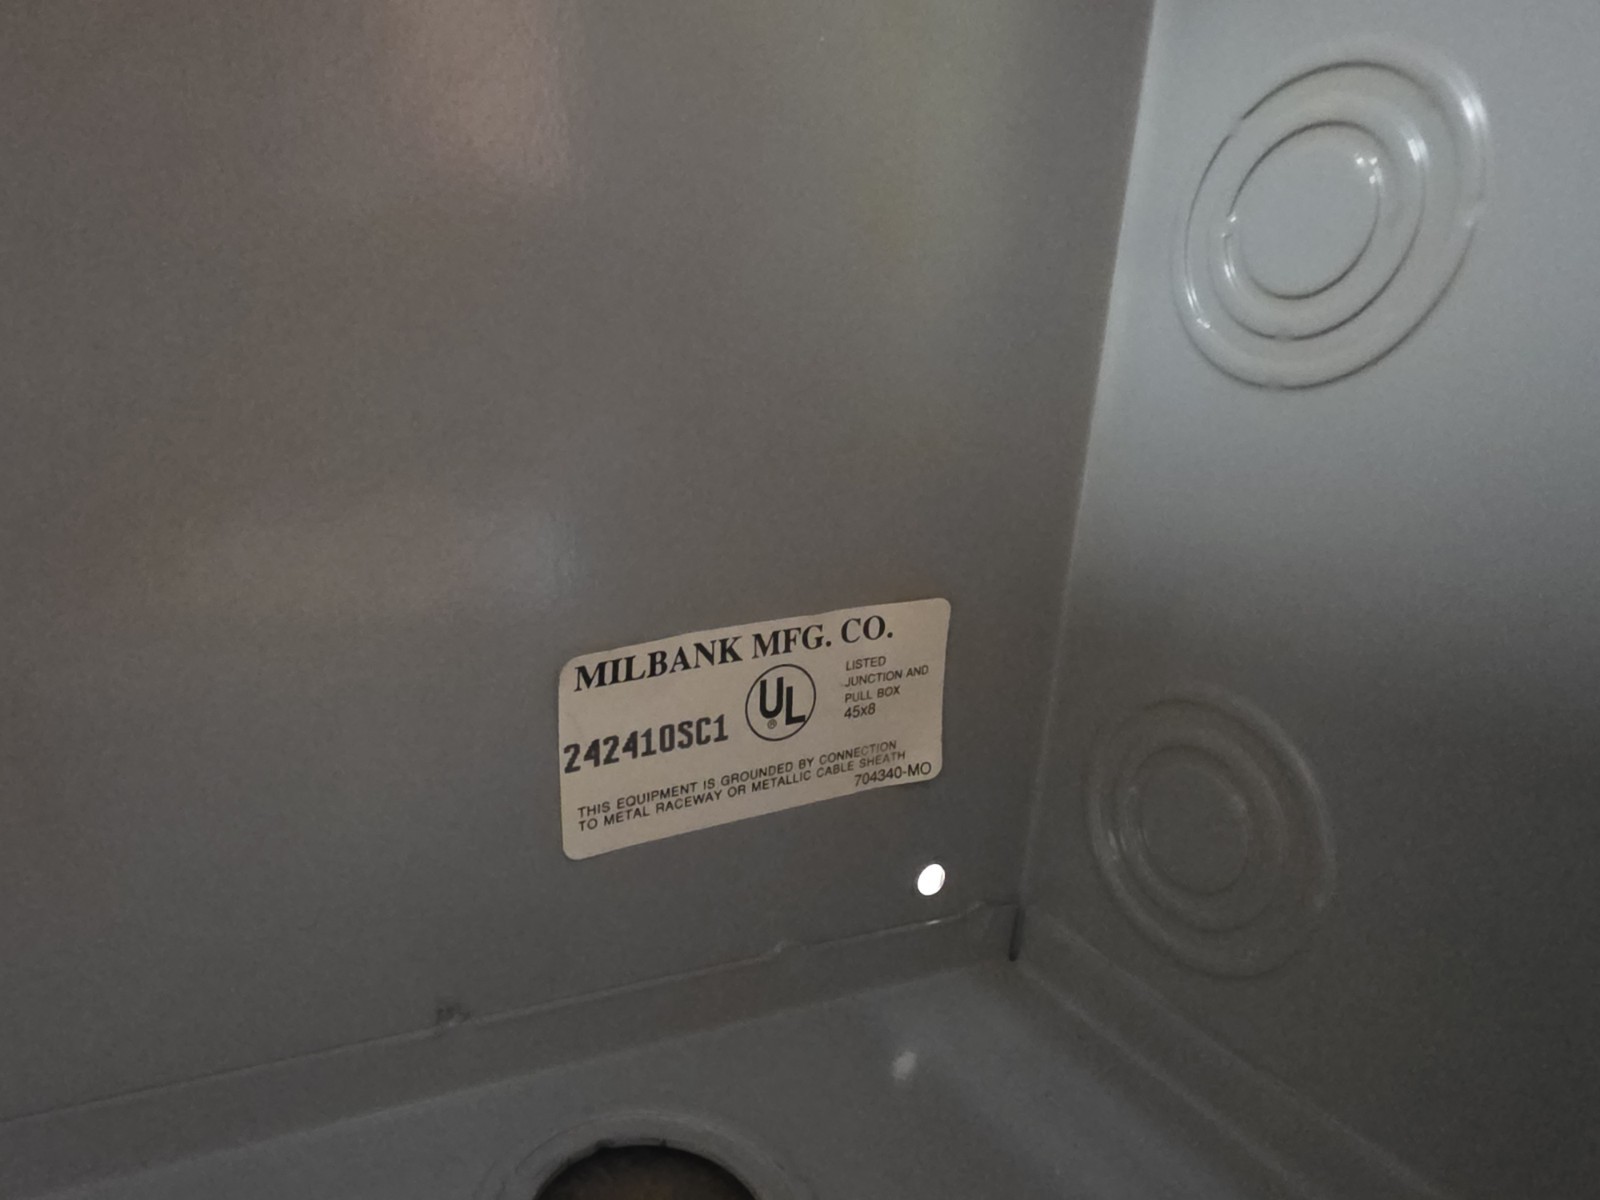 MILBANK MFG. CO.
242410SC1
UL
®
LISTED
JUNCTION AND
PULL BOX
45x8
THIS EQUIPMENT IS GROUNDED BY CONNECTION
TO METAL RACEWAY OR METALLIC CABLE SHEATH
704340-MO